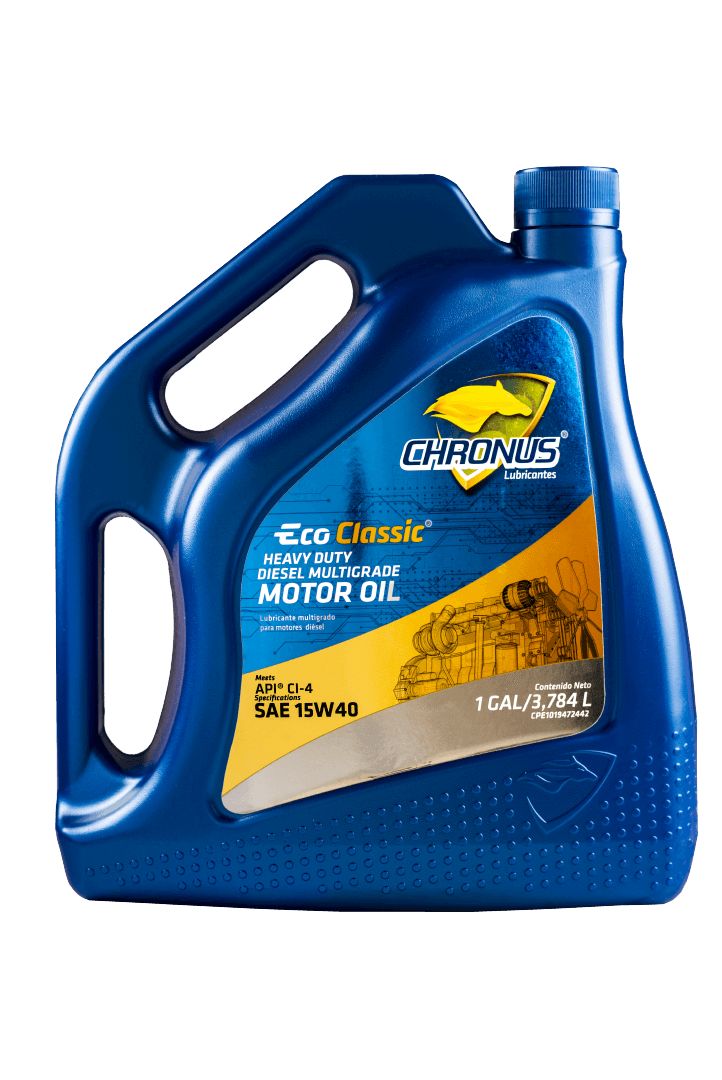 CHRONUS®
Lubricantes
Eco Classic®
HEAVY DUTY
DIESEL MULTIGRADE
MOTOR OIL
Lubricante multigrado
para motores diésel
Meets
API® CI-4
Specifications
SAE 15W40
Contenido Neto
1 GAL/3,784 L
CPE1019472442